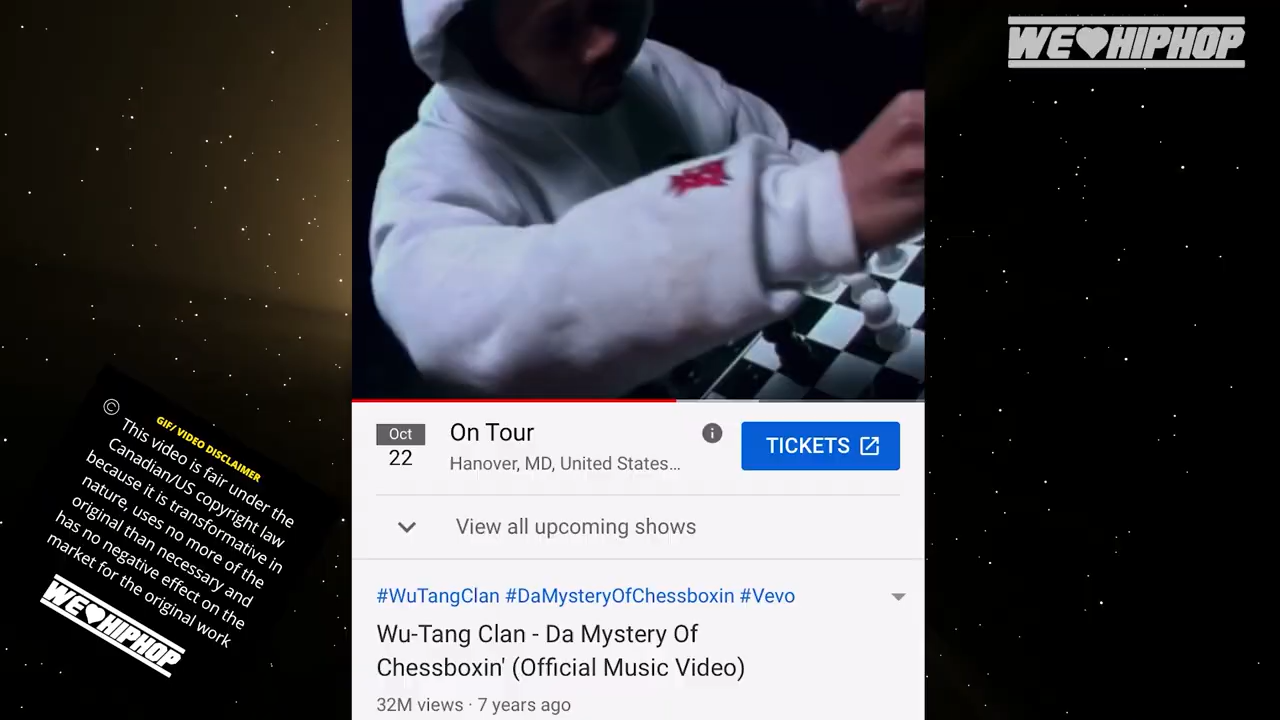 WE HIPHOP
Oct
22
On Tour
Hanover, MD, United States...
TICKETS
View all upcoming shows
#WuTangClan #DaMysteryOfChessboxin #Vevo
Wu-Tang Clan - Da Mystery Of
Chessboxin' (Official Music Video)
32M views · 7 years ago
©
GIF/ VIDEO DISCLAIMER
This video is fair under the
Canadian/US copyright law
because it is transformative in
nature, uses no more of the
original than necessary and
has no negative effect on the
market for the original work
WE HIPHOP